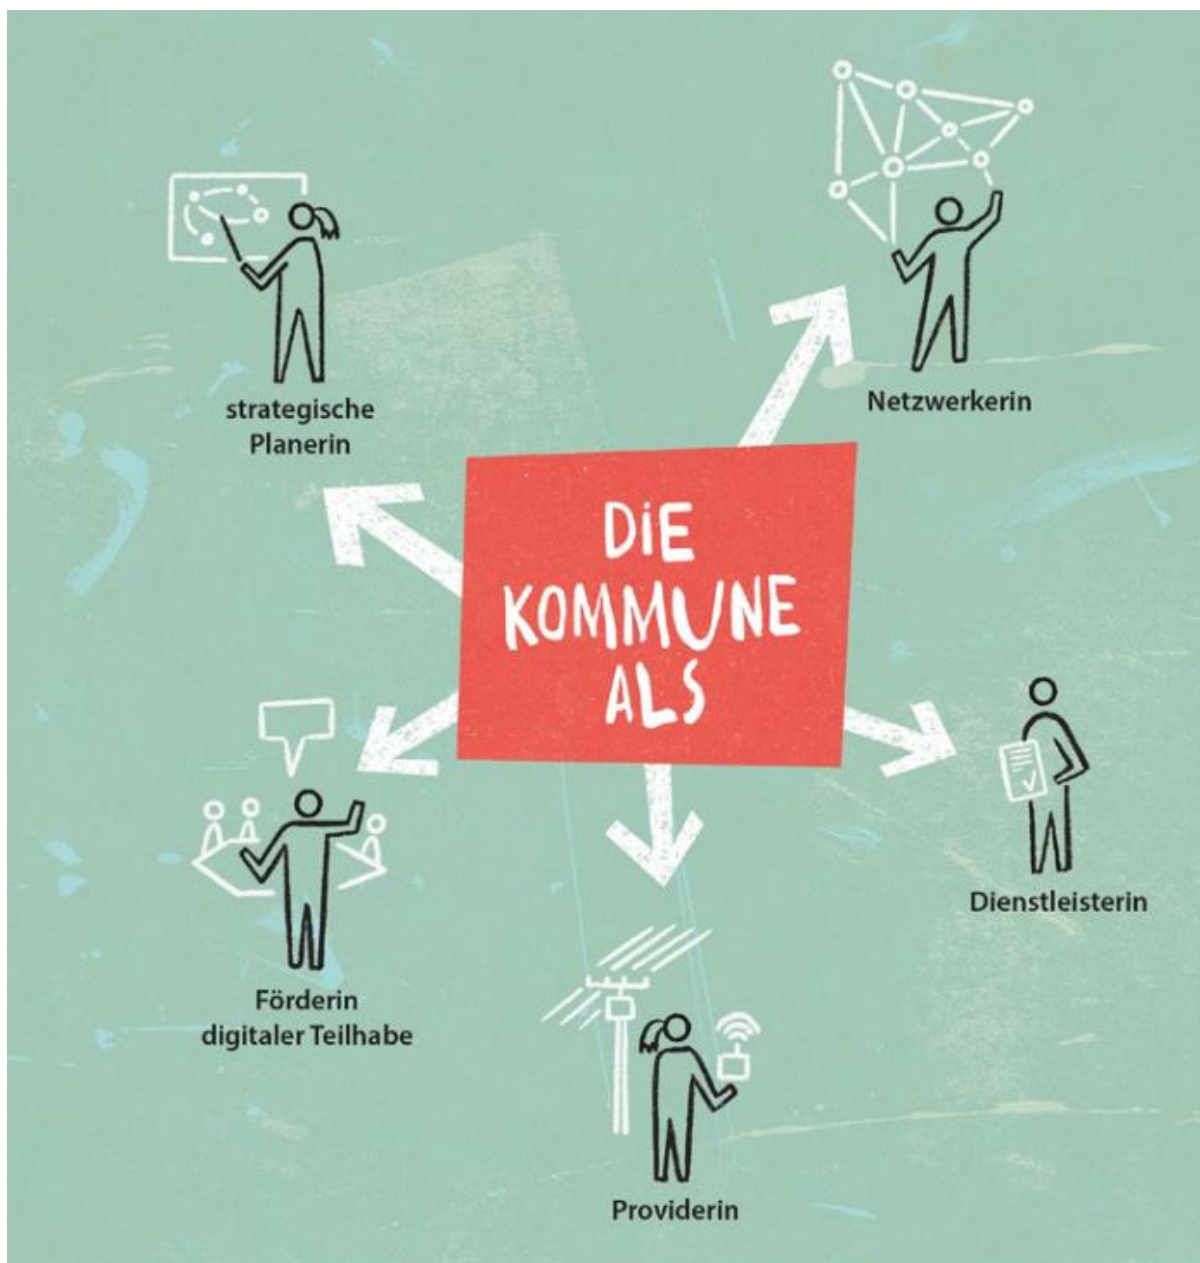 DiE
KOMMUNE
ALS
strategische
Planerin
Netzwerkerin
Dienstleisterin
Providerin
Förderin
digitaler Teilhabe